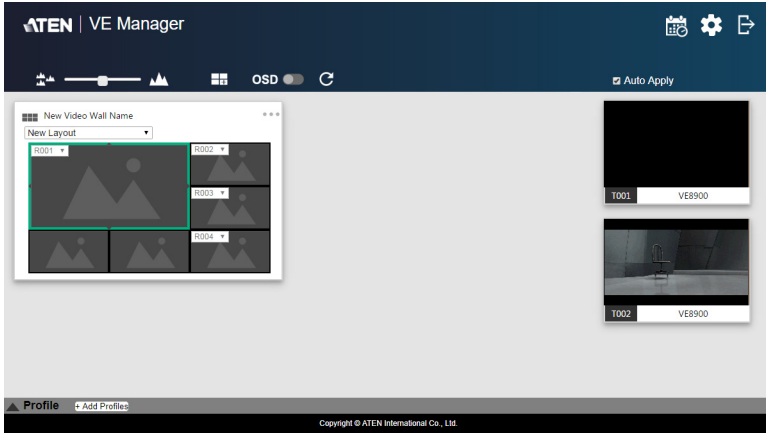 ATEN VE Manager
OSD
Auto Apply
New Video Wall Name
New Layout
R001
R002
R003
R004
T001 VE8900
T002 VE8900
Profile + Add Profiles
Copyright © ATEN International Co., Ltd.